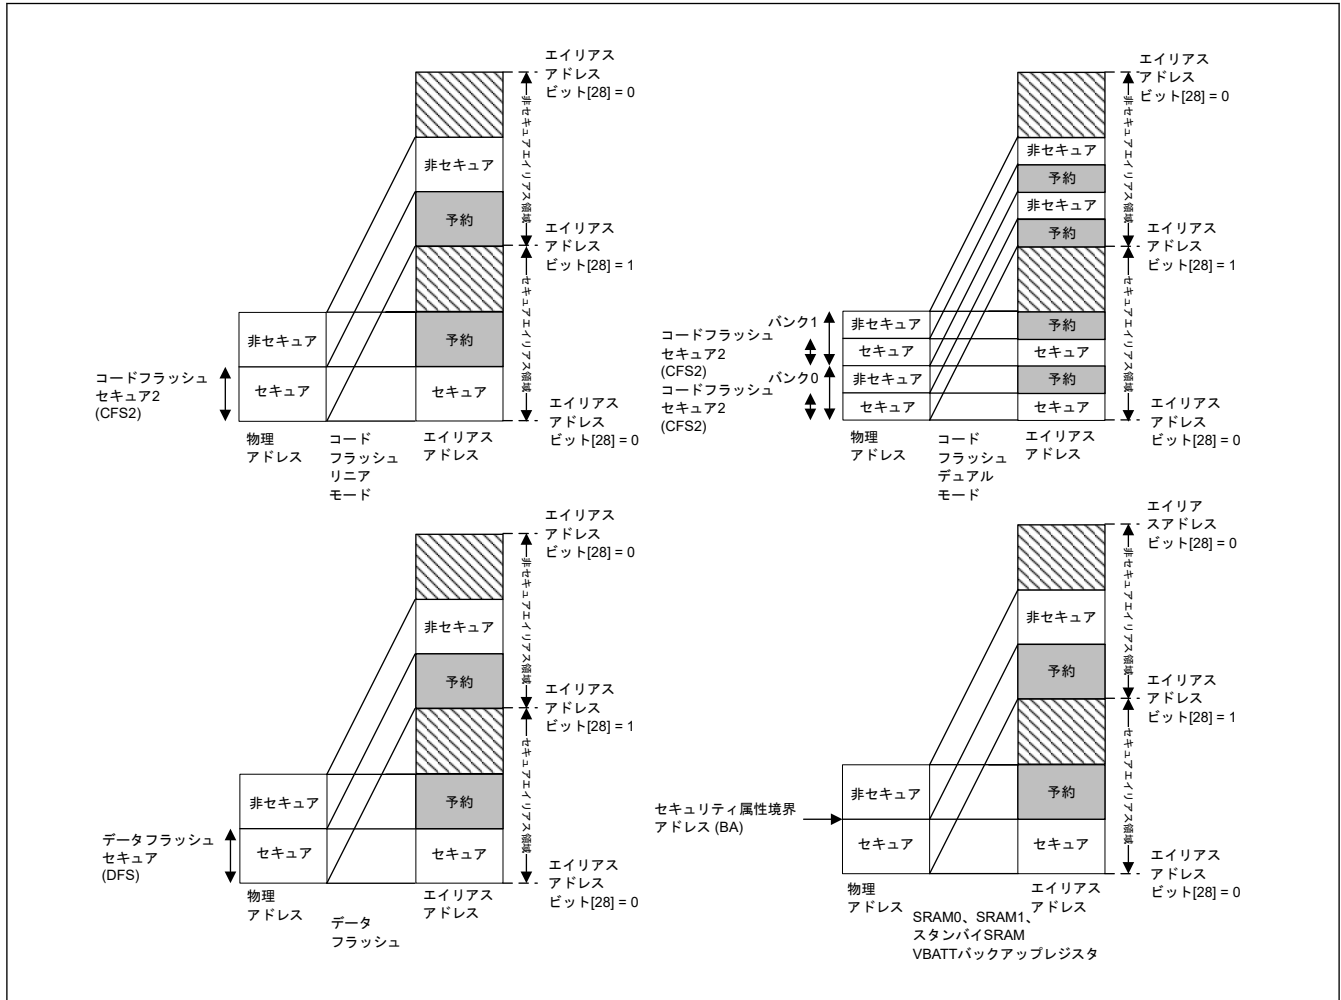 エイリアス
アドレス
ビット[28] = 0
非セキュアエイリアス領域
非セキュア
予約
エイリアス
アドレス
ビット[28] = 1
セキュアエイリアス領域
非セキュア
予約
コードフラッシュ
セキュア2
(CFS2)
セキュア
セキュア
エイリアス
アドレス
ビット[28] = 0
物理
アドレス
コード
フラッシュ
リニア
モード
エイリアス
アドレス
エイリアス
アドレス
ビット[28] = 0
非セキュアエイリアス領域
非セキュア
予約
非セキュア
予約
エイリアス
アドレス
ビット[28] = 1
セキュアエイリアス領域
バンク1
コードフラッシュ
セキュア2
(CFS2)
非セキュア
予約
セキュア
セキュア
バンク0
コードフラッシュ
セキュア2
(CFS2)
非セキュア
予約
セキュア
セキュア
エイリアス
アドレス
ビット[28] = 0
物理
アドレス
コード
フラッシュ
デュアル
モード
エイリアス
アドレス
エイリアス
アドレス
ビット[28] = 0
非セキュアエイリアス領域
非セキュア
予約
エイリアス
アドレス
ビット[28] = 1
セキュアエイリアス領域
非セキュア
予約
データフラッシュ
セキュア
(DFS)
セキュア
セキュア
エイリアス
アドレス
ビット[28] = 0
物理
アドレス
データ
フラッシュ
エイリアス
アドレス
エイリア
スアドレス
ビット[28] = 0
非セキュアエイリアス領域
非セキュア
予約
エイリアス
アドレス
ビット[28] = 1
セキュアエイリアス領域
非セキュア
予約
セキュリティ属性境界
アドレス (BA)
セキュア
セキュア
エイリアス
アドレス
ビット[28] = 0
物理
アドレス
エイリアス
アドレス
SRAM0、SRAM1、
スタンバイSRAM
VBATTバックアップレジスタ